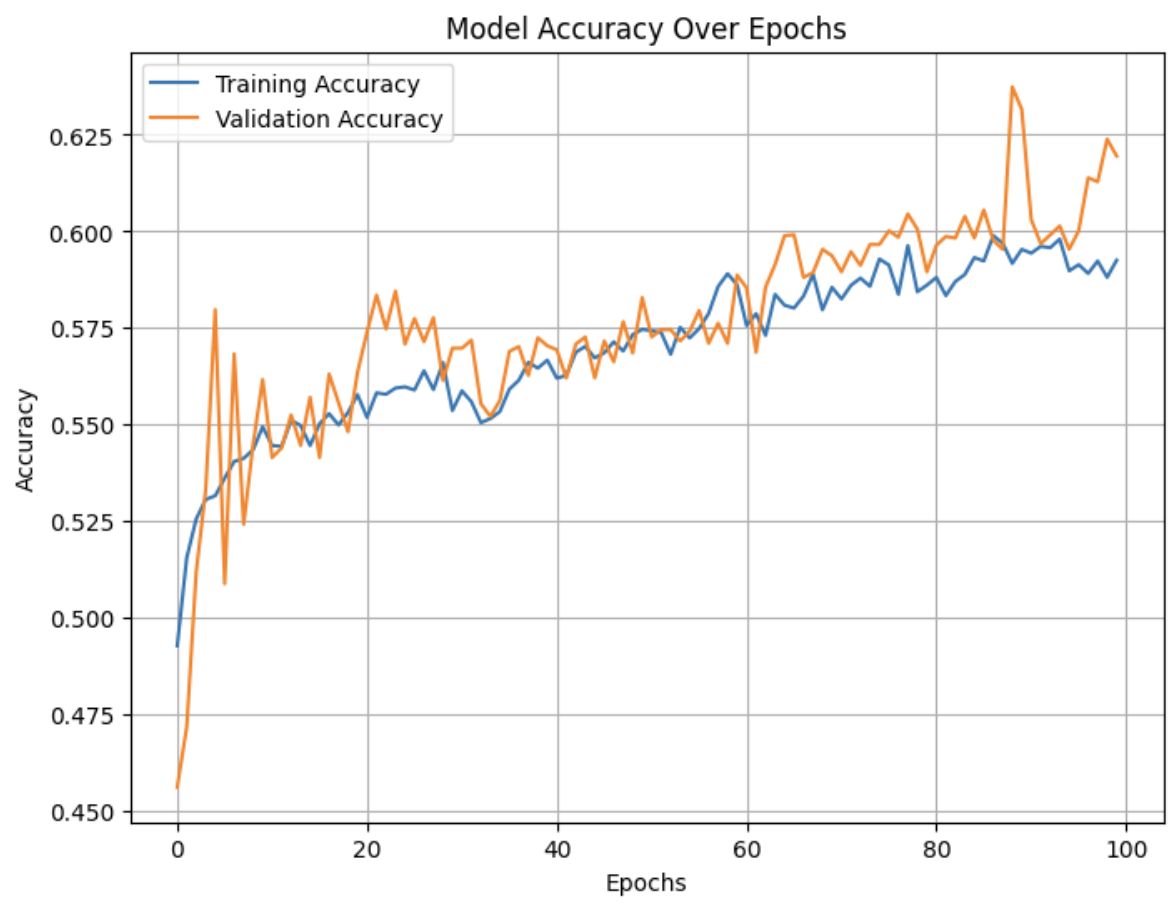 Model Accuracy Over Epochs
Training Accuracy
Validation Accuracy
0.625
0.600
0.575
0.550
0.525
0.500
0.475
0.450
Accuracy
0 20 40 60 80 100
Epochs